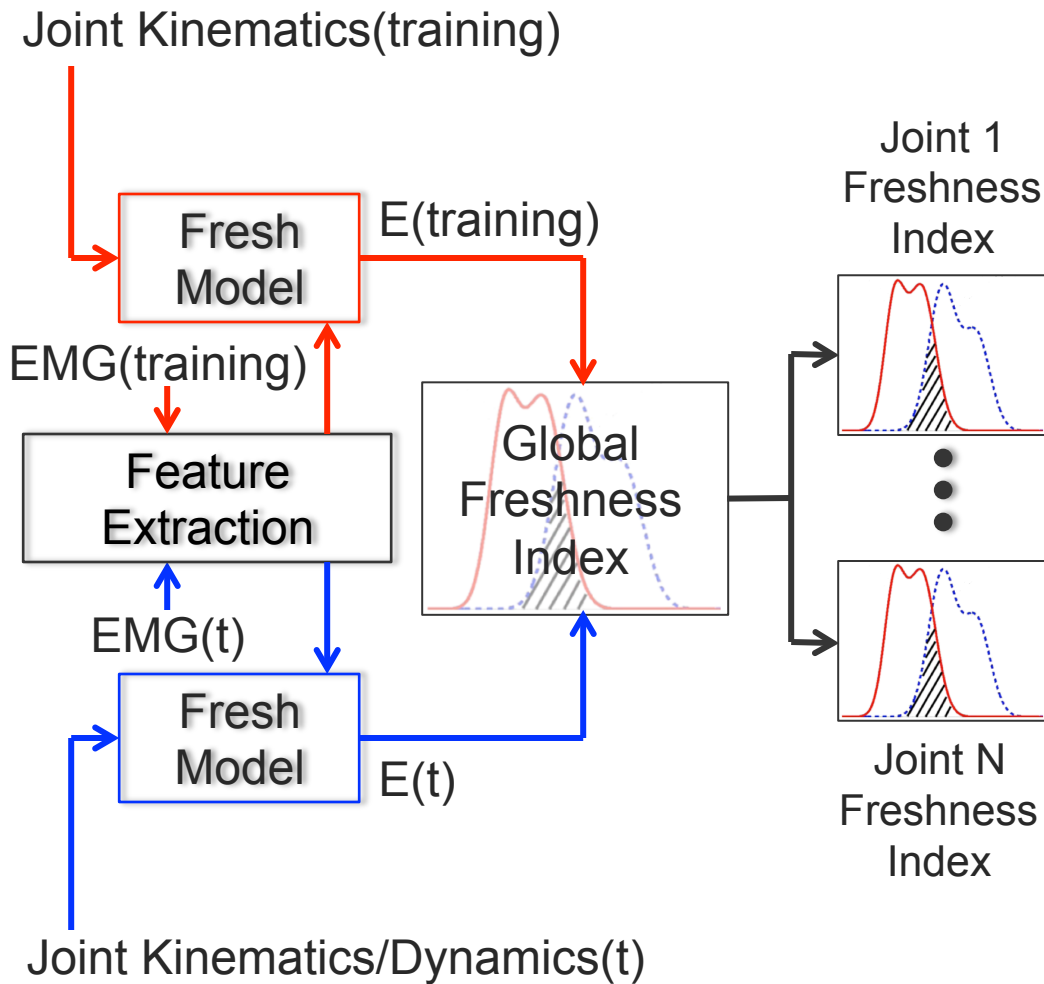 Joint Kinematics(training)
Fresh
Model
E(training)
EMG(training)
Feature
Extraction
EMG(t)
Fresh
Model
E(t)
Joint Kinematics/Dynamics(t)
Global
Freshness
Index
Joint 1
Freshness
Index
Joint N
Freshness
Index